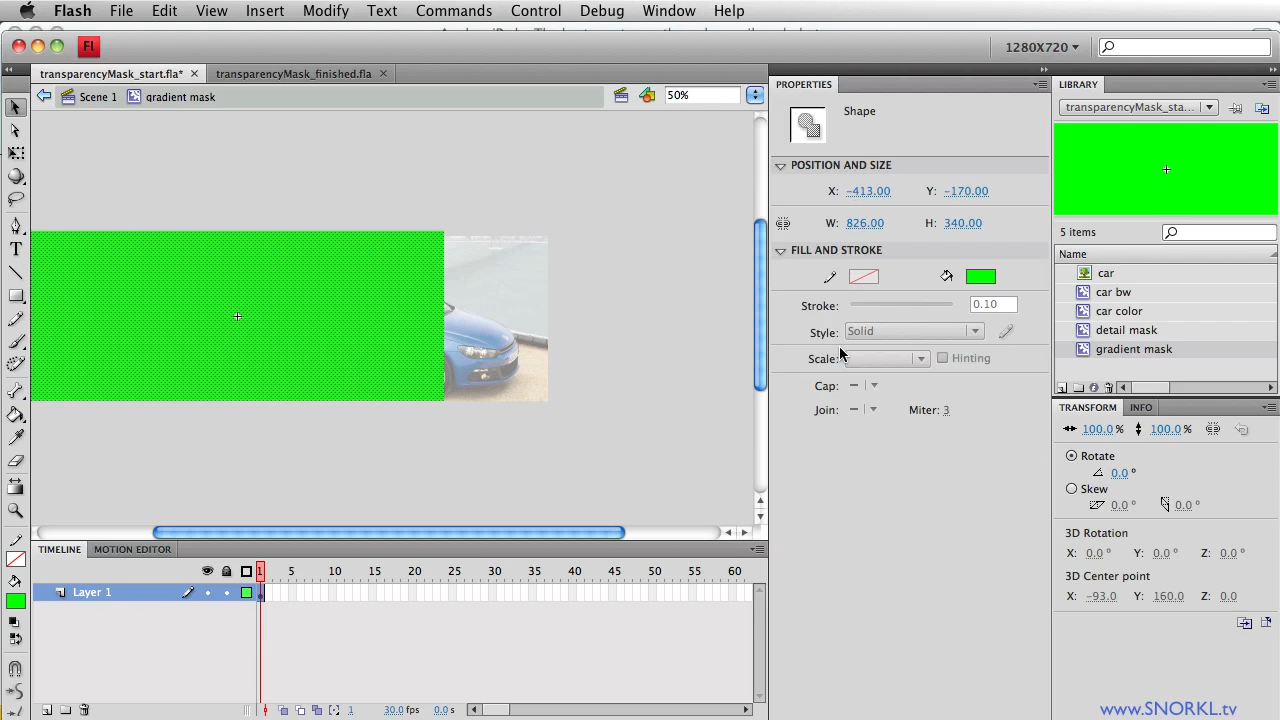 Flash File Edit View Insert Modify Text Commands Control Debug Window Help
Fl 1280X720
transparencyMask_start.fla* transparencyMask_finished.fla
Scene 1 gradient mask 50%
PROPERTIES
Shape
POSITION AND SIZE
X: -413.00 Y: -170.00
W: 826.00 H: 340.00
FILL AND STROKE
Stroke: 0.10
Style: Solid
Scale: Hinting
Cap: –
Join: – Miter: 3
LIBRARY
transparencyMask_sta...
5 items
Name
car
car bw
car color
detail mask
gradient mask
TRANSFORM INFO
100.0 % 100.0 %
Rotate
0.0 °
Skew
0.0 ° 0.0 °
3D Rotation
X: 0.0 ° Y: 0.0 ° Z: 0.0 °
3D Center point
X: -93.0 Y: 160.0 Z: 0.0
TIMELINE MOTION EDITOR
1 5 10 15 20 25 30 35 40 45 50 55 60
Layer 1
1 30.0 fps 0.0 s
www.SNORKL.tv